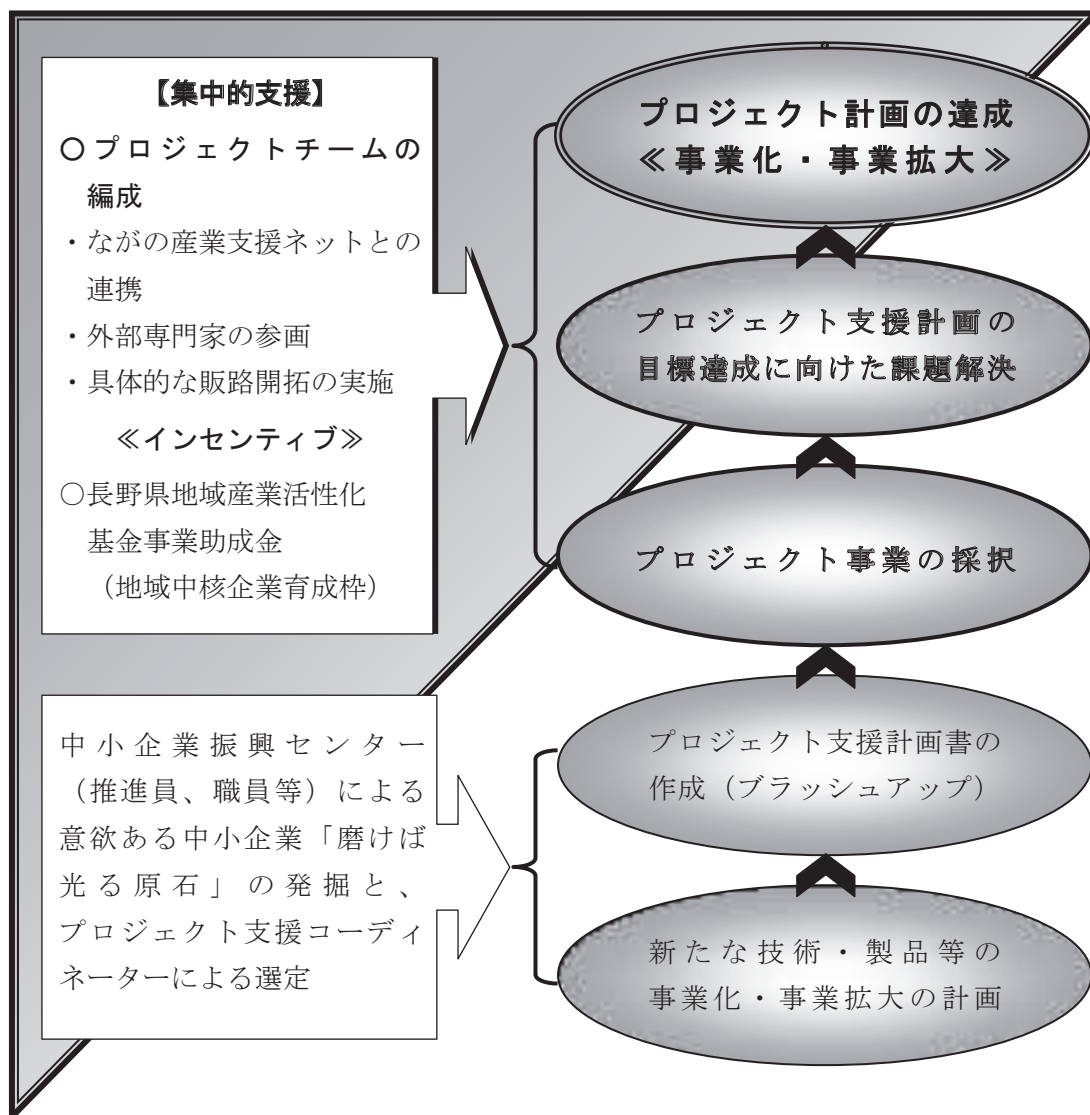 【集中的支援】
○プロジェクトチームの
編成
・ながの産業支援ネットとの
連携
・外部専門家の参画
・具体的な販路開拓の実施
≪インセンティブ≫
○長野県地域産業活性化
基金事業助成金
（地域中核企業育成枠）
プロジェクト計画の達成
≪事業化・事業拡大≫
プロジェクト支援計画の
目標達成に向けた課題解決
プロジェクト事業の採択
中小企業振興センター
（推進員、職員等）による
意欲ある中小企業「磨けば
光る原石」の発掘と、
プロジェクト支援コーディ
ネーターによる選定
プロジェクト支援計画書の
作成（ブラッシュアップ）
新たな技術・製品等の
事業化・事業拡大の計画